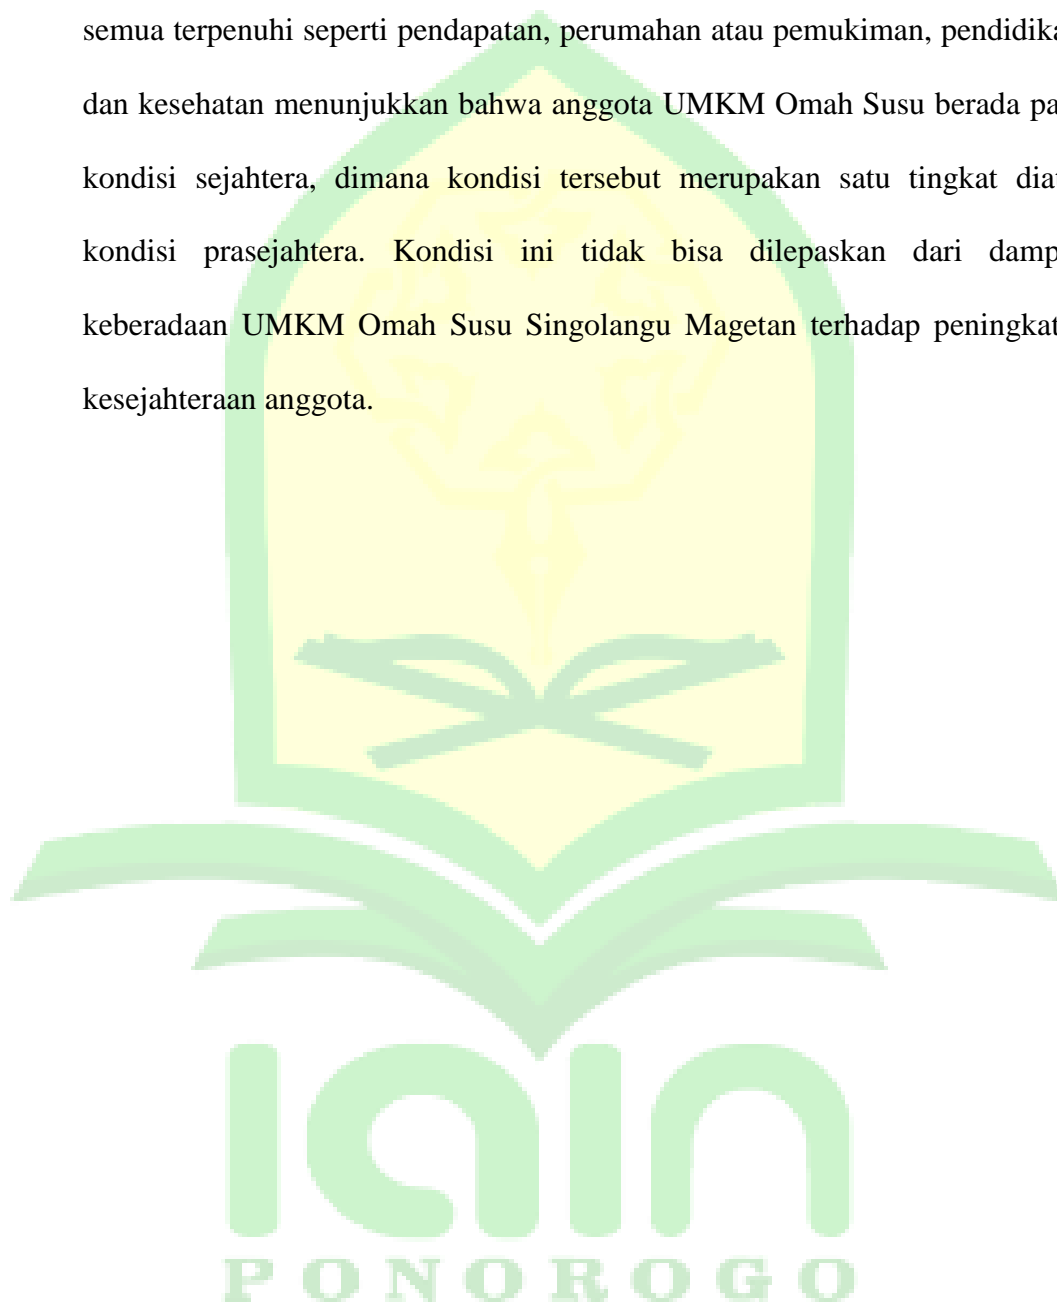 semua terpenuhi seperti pendapatan, perumahan atau pemukiman, pendidika
dan kesehatan menunjukkan bahwa anggota UMKM Omah Susu berada pa
kondisi sejahtera, dimana kondisi tersebut merupakan satu tingkat diat
kondisi prasejahtera. Kondisi ini tidak bisa dilepaskan dari damp
keberadaan UMKM Omah Susu Singolangu Magetan terhadap peningkat
kesejahteraan anggota.
iain
PONOROGO